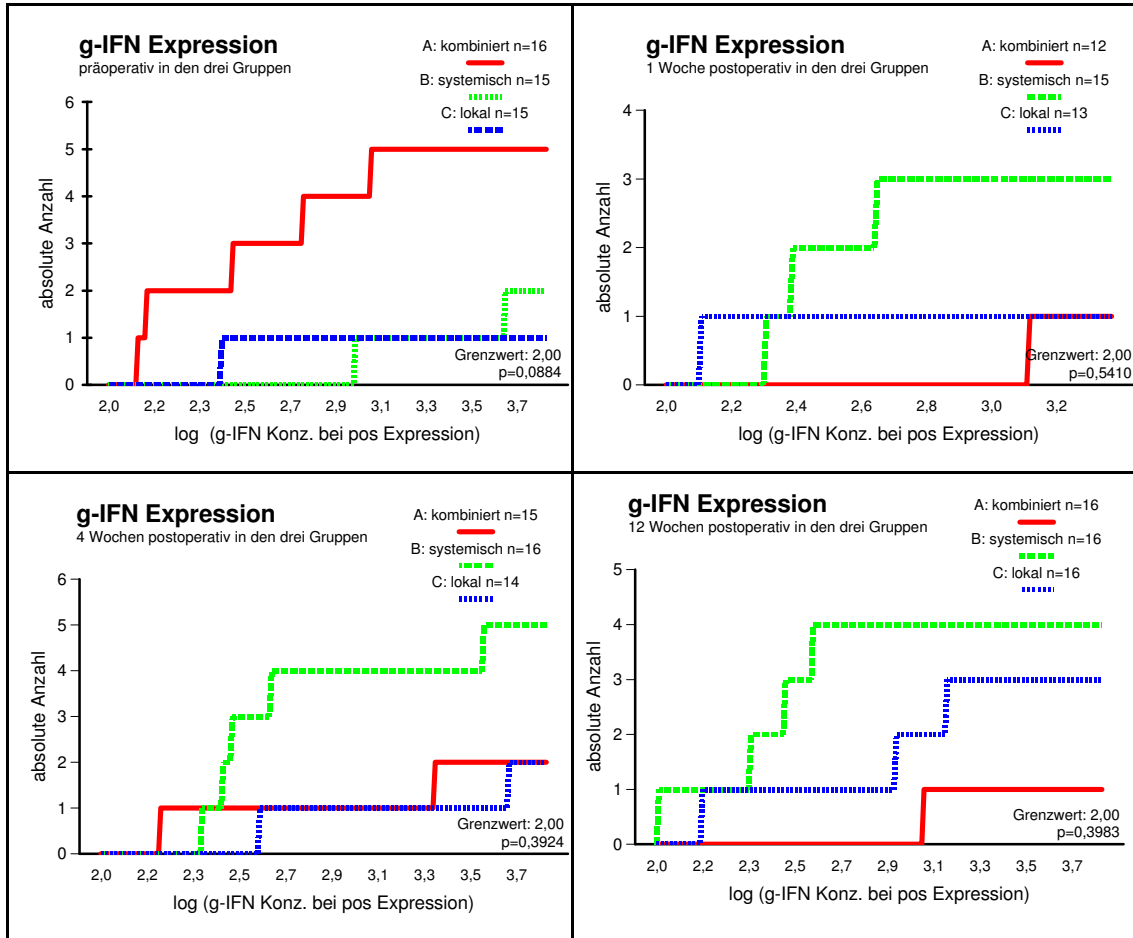 g-IFN Expression
präoperativ in den drei Gruppen
A: kombiniert n=16
B: systemisch n=15
C: lokal n=15
absolute Anzahl
6
5
4
3
2
1
0
Grenzwert: 2,00
p=0,0884
2,0 2,2 2,3 2,5 2,7 2,9 3,1 3,3 3,5 3,7
log (g-IFN Konz. bei pos Expression)
g-IFN Expression
1 Woche postoperativ in den drei Gruppen
A: kombiniert n=12
B: systemisch n=15
C: lokal n=13
absolute Anzahl
4
3
2
1
0
Grenzwert: 2,00
p=0,5410
2,0 2,2 2,4 2,6 2,8 3,0 3,2
log (g-IFN Konz. bei pos Expression)
g-IFN Expression
4 Wochen postoperativ in den drei Gruppen
A: kombiniert n=15
B: systemisch n=16
C: lokal n=14
absolute Anzahl
6
5
4
3
2
1
0
Grenzwert: 2,00
p=0,3924
2,0 2,2 2,3 2,5 2,7 2,9 3,1 3,3 3,5 3,7
log (g-IFN Konz. bei pos Expression)
g-IFN Expression
12 Wochen postoperativ in den drei Gruppen
A: kombiniert n=16
B: systemisch n=16
C: lokal n=16
absolute Anzahl
5
4
3
2
1
0
Grenzwert: 2,00
p=0,3983
2,0 2,2 2,3 2,5 2,7 2,9 3,1 3,3 3,5 3,7
log (g-IFN Konz. bei pos Expression)